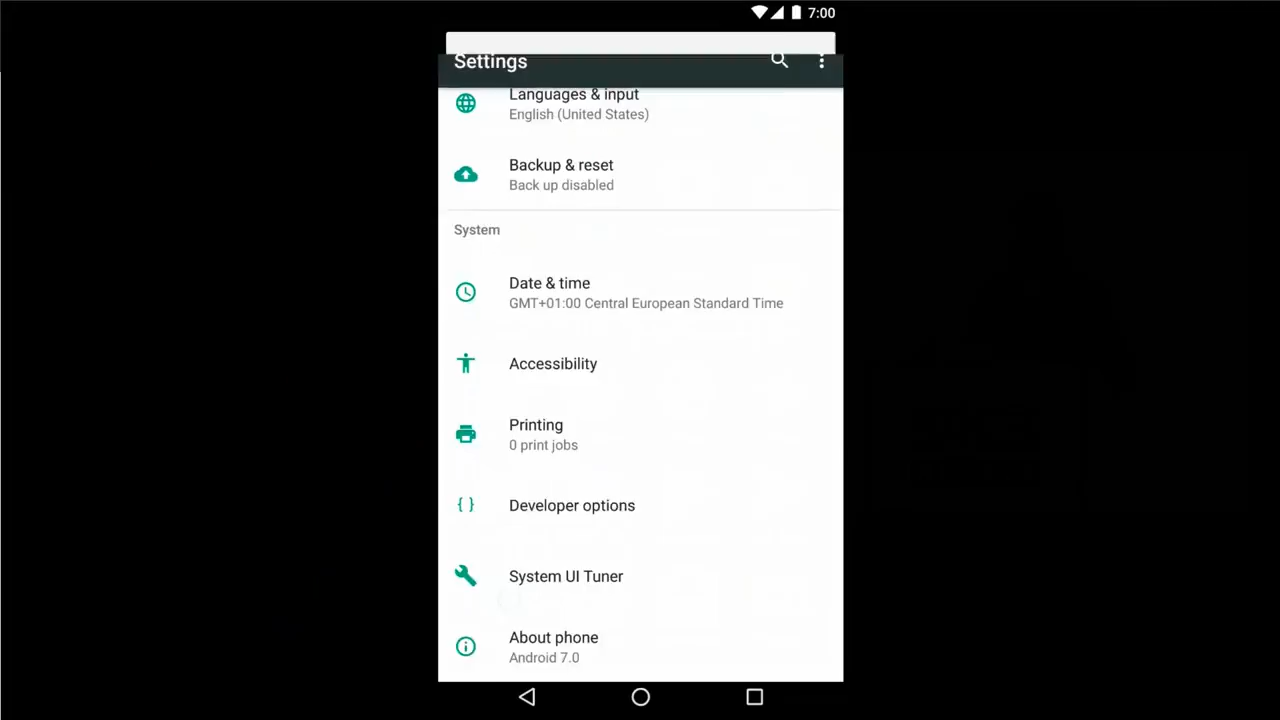 7:00
Settings
Languages & input
English (United States)
Backup & reset
Back up disabled
System
Date & time
GMT+01:00 Central European Standard Time
Accessibility
Printing
0 print jobs
Developer options
System UI Tuner
About phone
Android 7.0